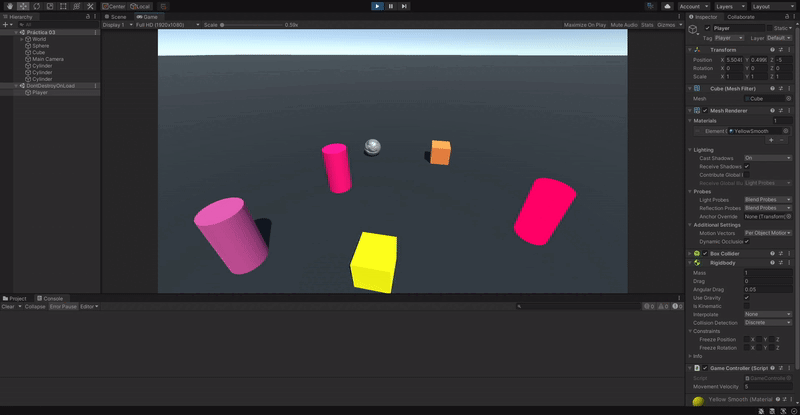 Center
Local
Account
Layers
Layout
Hierarchy
All
Práctica 03
World
Sphere
Cube
Main Camera
Cylinder
Cylinder
Cylinder
DontDestroyOnLoad
Player
Scene
Game
Display 1
Full HD (1920x1080)
Scale
0.59x
Maximize On Play
Mute Audio
Stats
Gizmos
Project
Console
Clear
Collapse
Error Pause
Editor
0
0
0
Inspector
Collaborate
Player
Static
Tag Player
Layer Default
Transform
Position X 5.5041 Y 0.4999 Z -5
Rotation X 0 Y 0 Z 0
Scale X 1 Y 1 Z 1
Cube (Mesh Filter)
Mesh Cube
Mesh Renderer
Materials 1
Element YellowSmooth
Lighting
Cast Shadows On
Receive Shadows
Contribute Global
Receive Global Light Probes
Probes
Light Probes Blend Probes
Reflection Probes Blend Probes
Anchor Override None (Transform)
Additional Settings
Motion Vectors Per Object Motion
Dynamic Occlusion
Box Collider
Rigidbody
Mass 1
Drag 0
Angular Drag 0.05
Use Gravity
Is Kinematic
Interpolate None
Collision Detection Discrete
Constraints
Freeze Position X Y Z
Freeze Rotation X Y Z
Info
Game Controller (Script
Script GameController
Movement Velocity 5
Yellow Smooth (Material